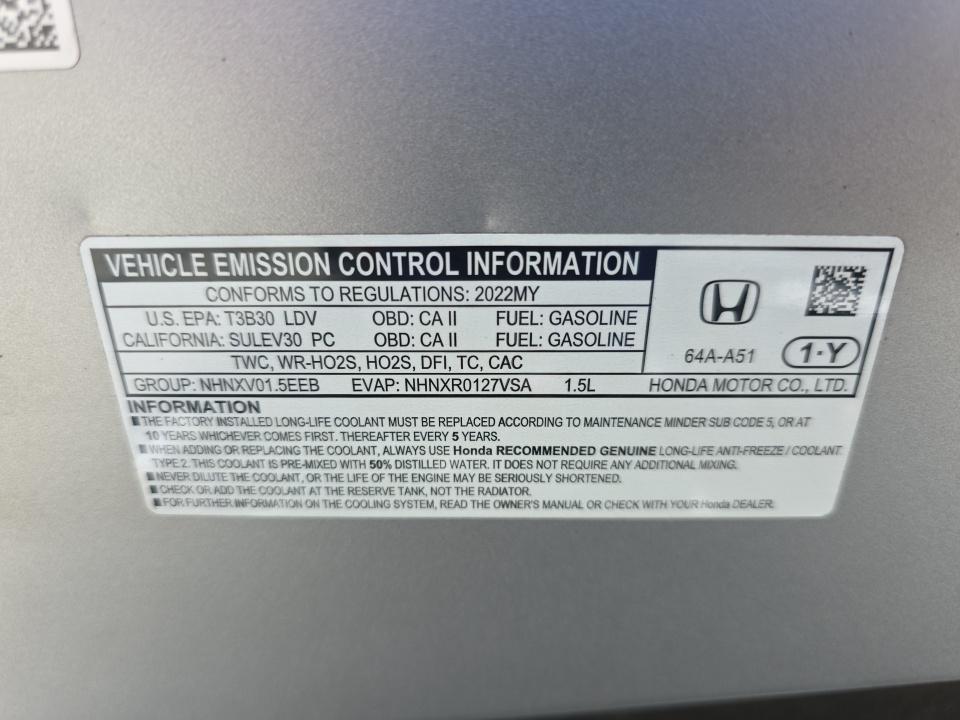 VEHICLE EMISSION CONTROL INFORMATION
CONFORMS TO REGULATIONS: 2022MY
U.S. EPA: T3B30 LDV OBD: CA II FUEL: GASOLINE
CALIFORNIA: SULEV30 PC OBD: CA II FUEL: GASOLINE
TWC, WR-HO2S, HO2S, DFI, TC, CAC
64A-A51 1-Y
GROUP: NHNXV01.5EEB EVAP: NHNXR0127VSA 1.5L HONDA MOTOR CO., LTD.
INFORMATION
THE FACTORY INSTALLED LONG-LIFE COOLANT MUST BE REPLACED ACCORDING TO MAINTENANCE MINDER SUB CODE 5, OR AT
10 YEARS WHICHEVER COMES FIRST. THEREAFTER EVERY 5 YEARS.
WHEN ADDING OR REPLACING THE COOLANT, ALWAYS USE Honda RECOMMENDED GENUINE LONG-LIFE ANTI-FREEZE / COOLANT
TYPE 2. THIS COOLANT IS PRE-MIXED WITH 50% DISTILLED WATER. IT DOES NOT REQUIRE ANY ADDITIONAL MIXING.
NEVER DILUTE THE COOLANT, OR THE LIFE OF THE ENGINE MAY BE SERIOUSLY SHORTENED.
CHECK OR ADD THE COOLANT AT THE RESERVE TANK, NOT THE RADIATOR.
FOR FURTHER INFORMATION ON THE COOLING SYSTEM, READ THE OWNER'S MANUAL OR CHECK WITH YOUR Honda DEALER.